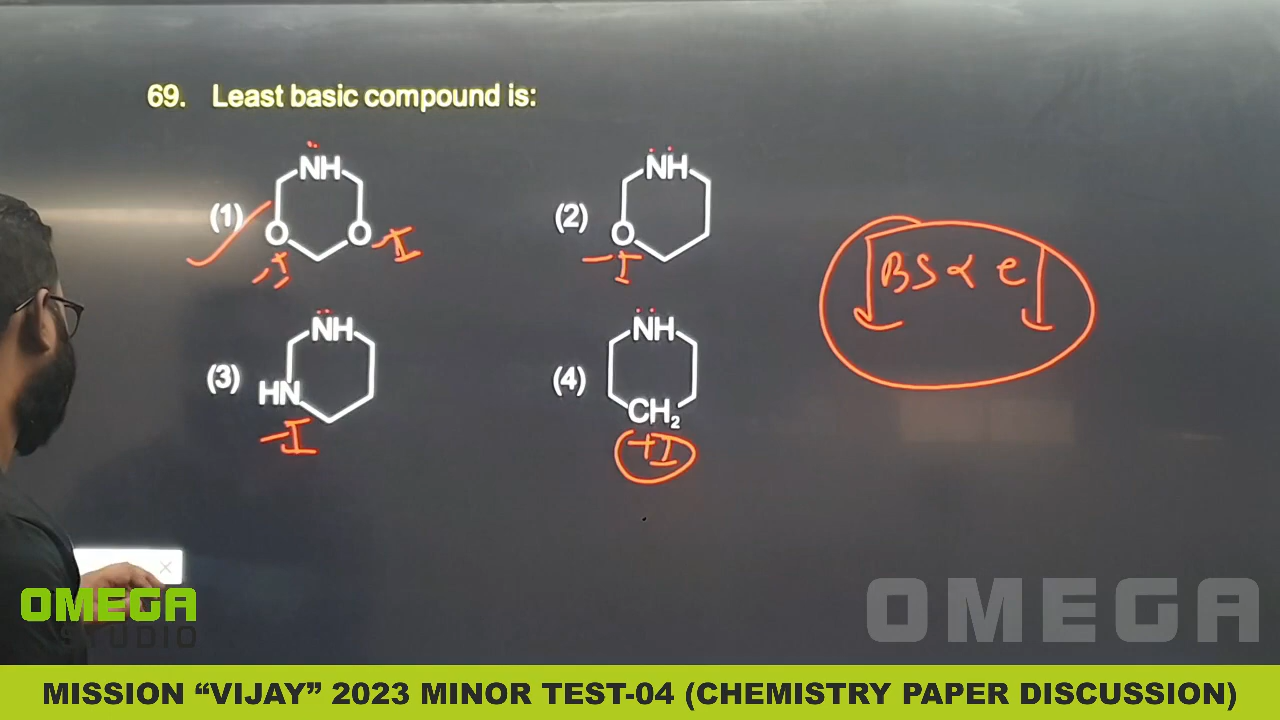 69. Least basic compound is:
(1) NH O O -I -I
(2) NH O -I
(3) NH HN -I
(4) NH CH₂ +I
BS ∝ e
OMEGA
STUDIO
OMEGA
MISSION “VIJAY” 2023 MINOR TEST-04 (CHEMISTRY PAPER DISCUSSION)